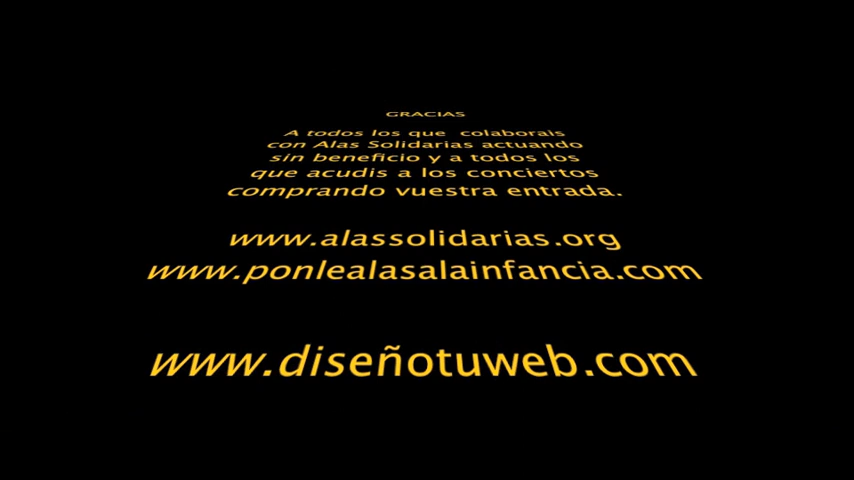 GRACIAS
A todos los que colaborais
con Alas Solidarias actuando
sin beneficio y a todos los
que acudis a los conciertos
comprando vuestra entrada.
www.alassolidarias.org
www.ponlealasalainfancia.com
www.diseñotuweb.com